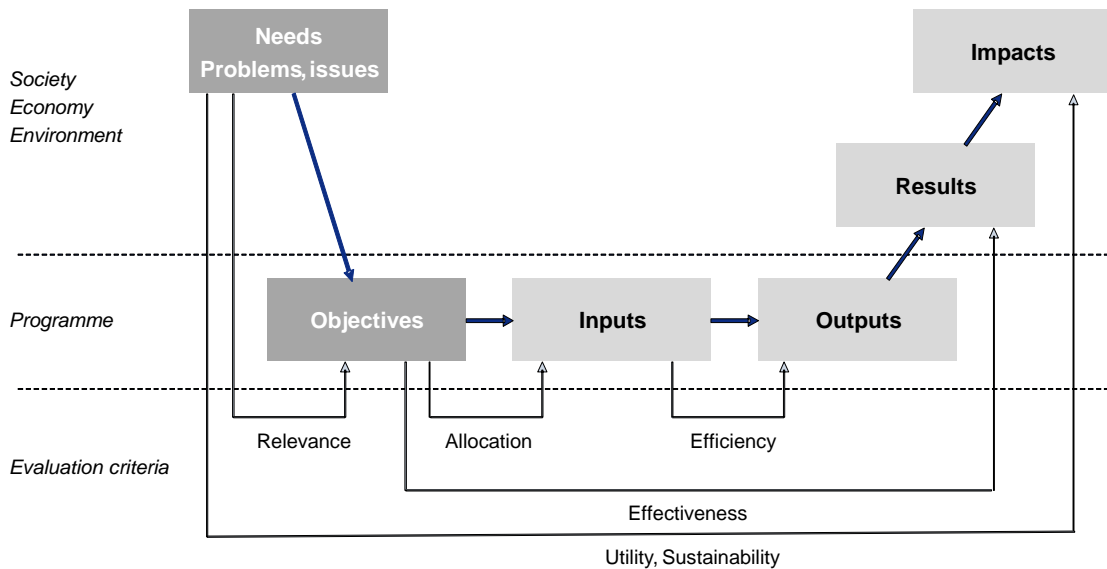 Needs
Problems, issues
Impacts
Society
Economy
Environment
Results
Programme
Objectives
Inputs
Outputs
Relevance
Allocation
Efficiency
Evaluation criteria
Effectiveness
Utility, Sustainability